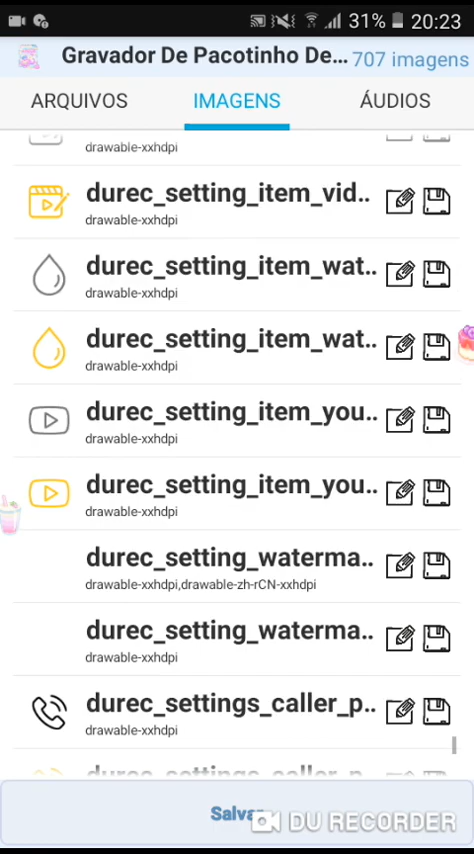 31% 20:23
Gravador De Pacotinho De... 707 imagens
ARQUIVOS IMAGENS ÁUDIOS
drawable-xxhdpi
durec_setting_item_vid..
drawable-xxhdpi
durec_setting_item_wat..
drawable-xxhdpi
durec_setting_item_wat..
drawable-xxhdpi
durec_setting_item_you..
drawable-xxhdpi
durec_setting_item_you..
drawable-xxhdpi
durec_setting_waterma..
drawable-xxhdpi,drawable-zh-rCN-xxhdpi
durec_setting_waterma..
drawable-xxhdpi
durec_settings_caller_p..
drawable-xxhdpi
durec_settings_caller_p..
Salvar
DU RECORDER